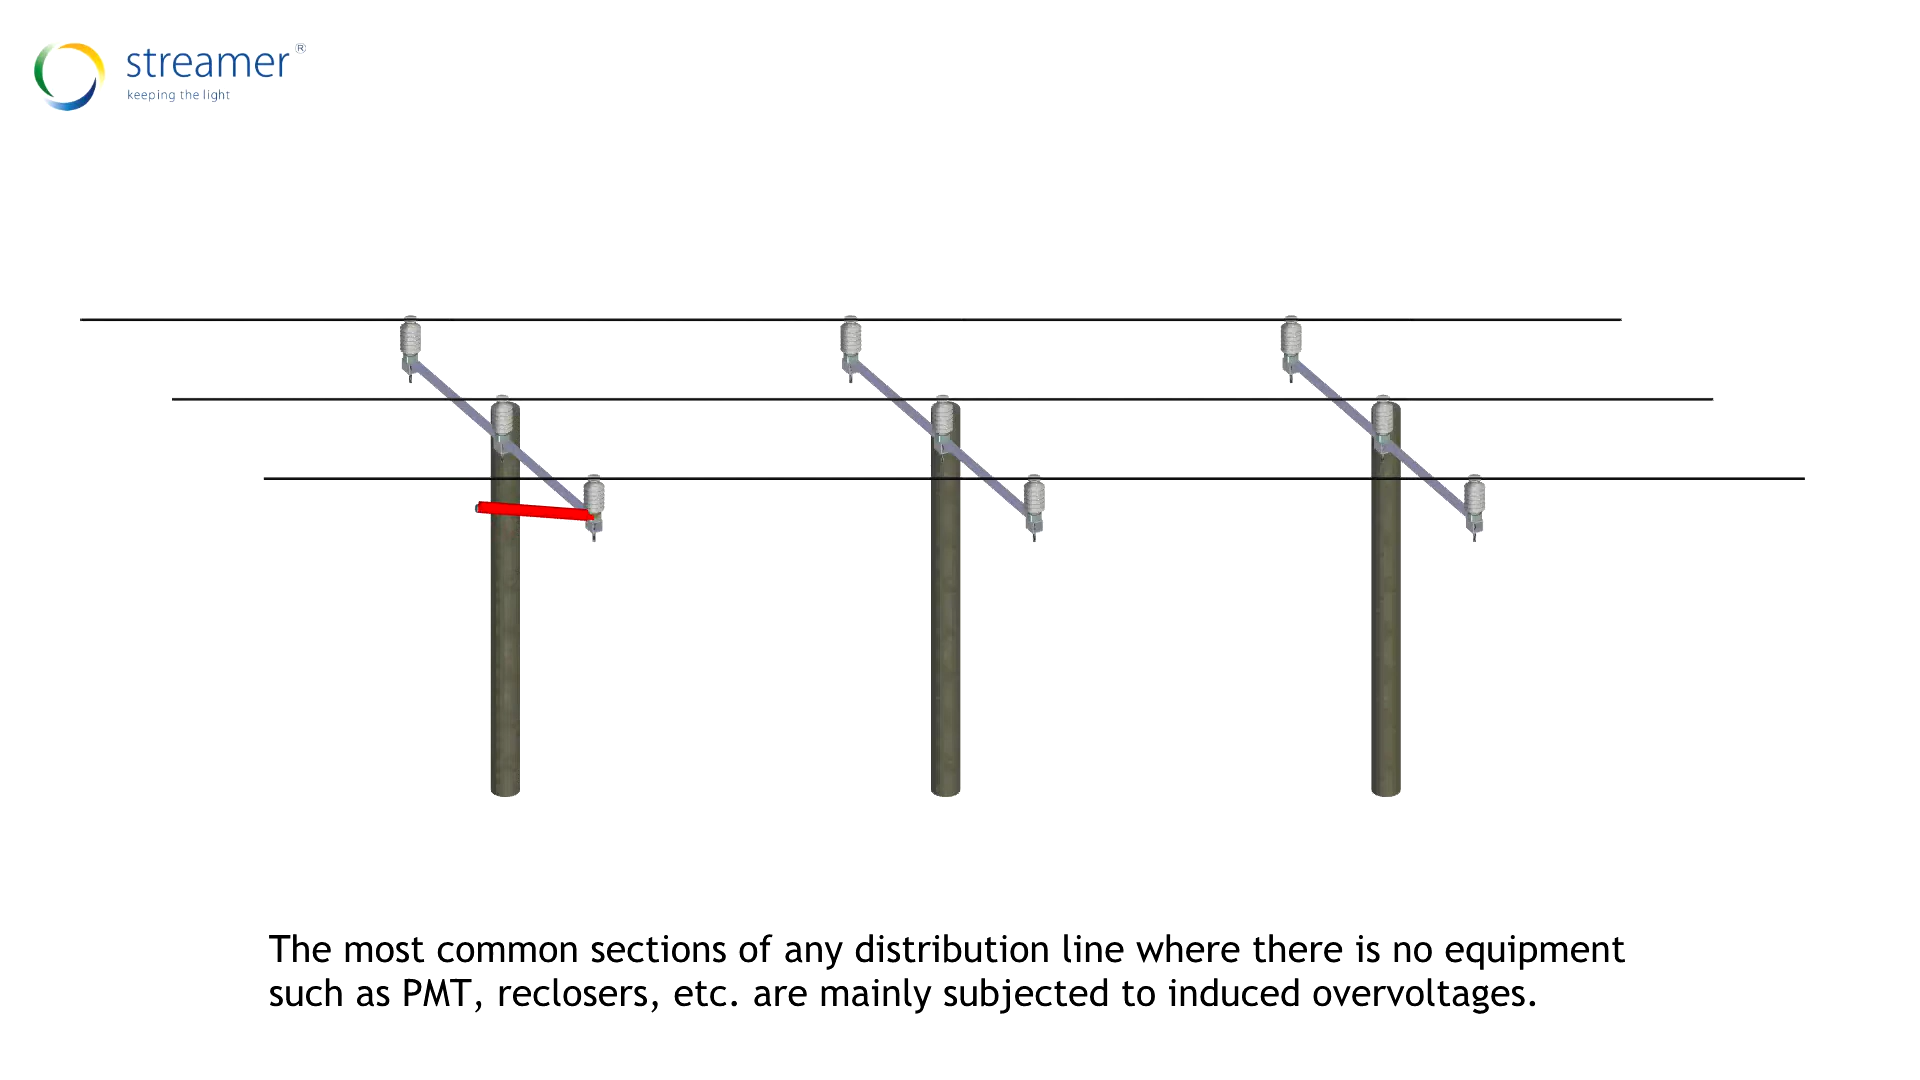 streamer®
keeping the light
The most common sections of any distribution line where there is no equipment
such as PMT, reclosers, etc. are mainly subjected to induced overvoltages.